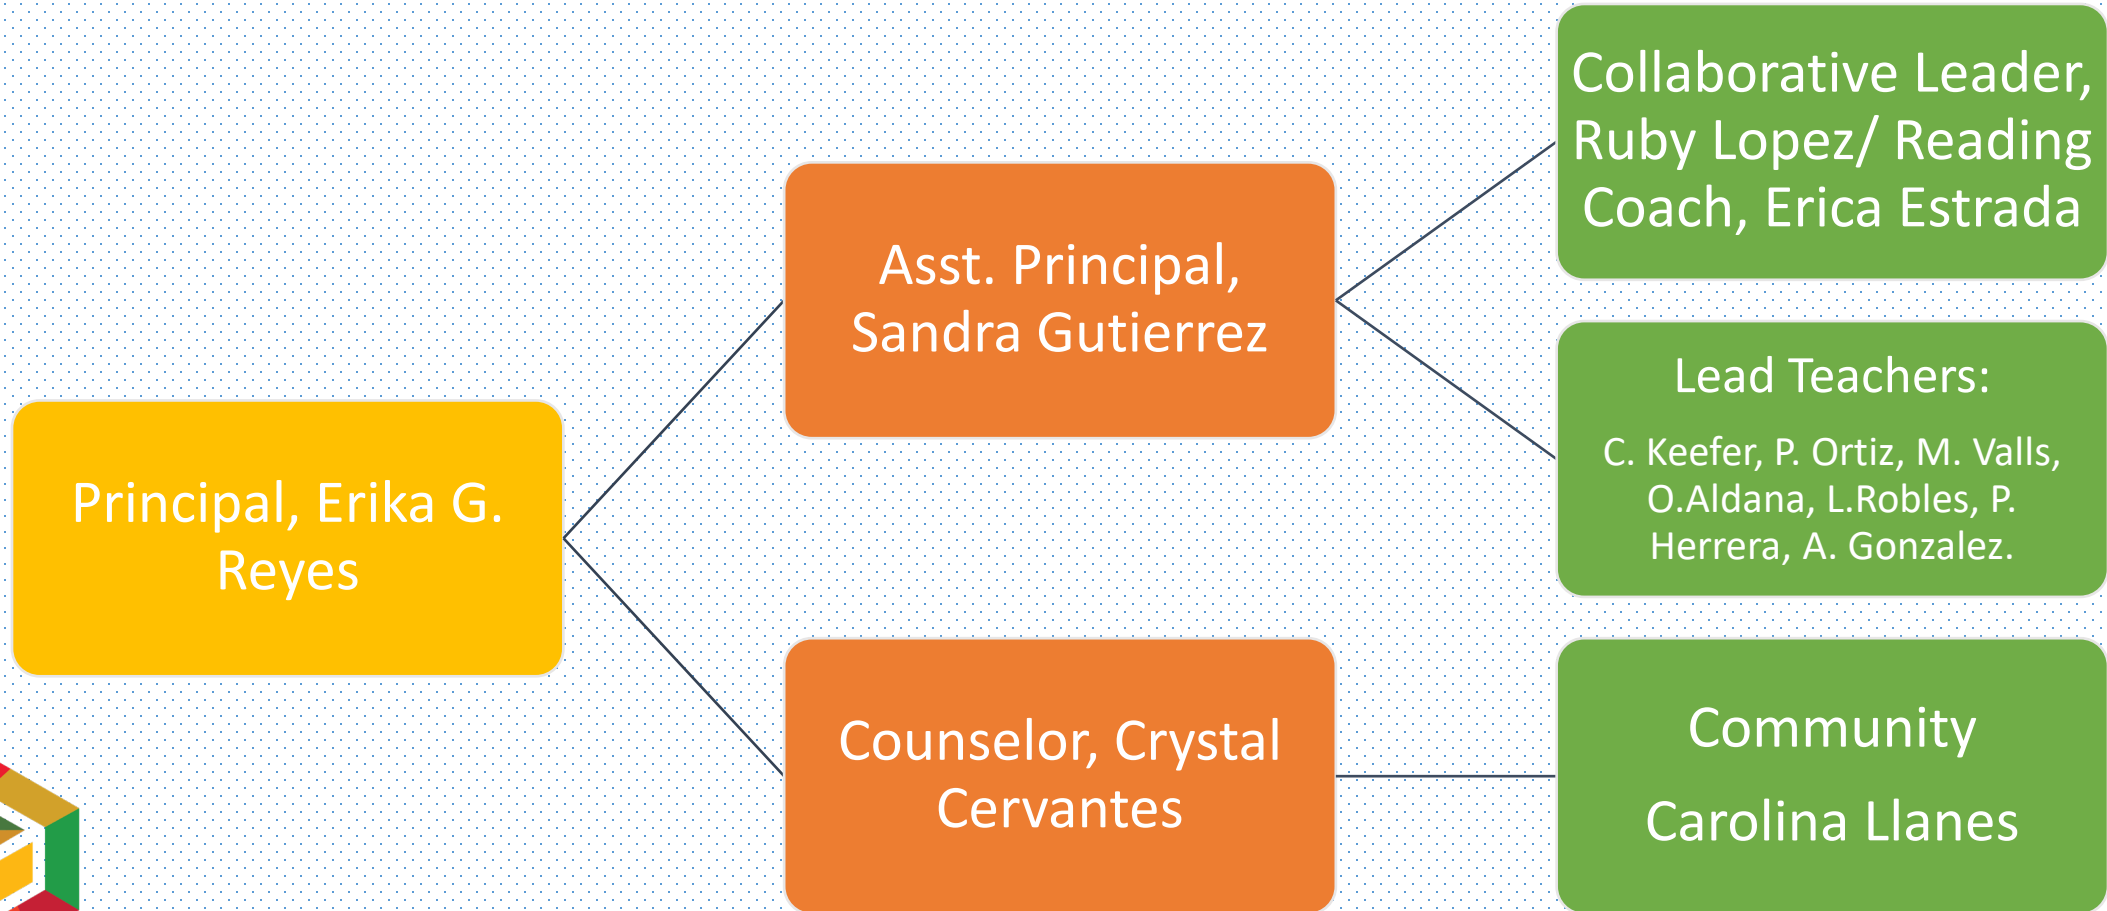 Principal, Erika G.
Reyes
Asst. Principal,
Sandra Gutierrez
Collaborative Leader,
Ruby Lopez/ Reading
Coach, Erica Estrada
Lead Teachers:
C. Keefer, P. Ortiz, M. Valls,
O.Aldana, L.Robles, P.
Herrera, A. Gonzalez.
Counselor, Crystal
Cervantes
Community
Carolina Llanes